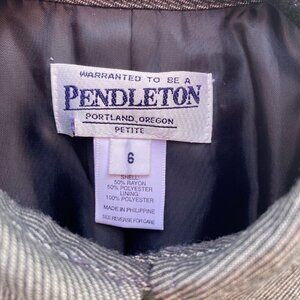 WARRANTED TO BE A
PENDLETON
PORTLAND, OREGON
PETITE
6
SHELL:
50% RAYON
50% POLYESTER
LINING:
100% POLYESTER
MADE IN PHILIPPINE
SEE REVERSE FOR CARE